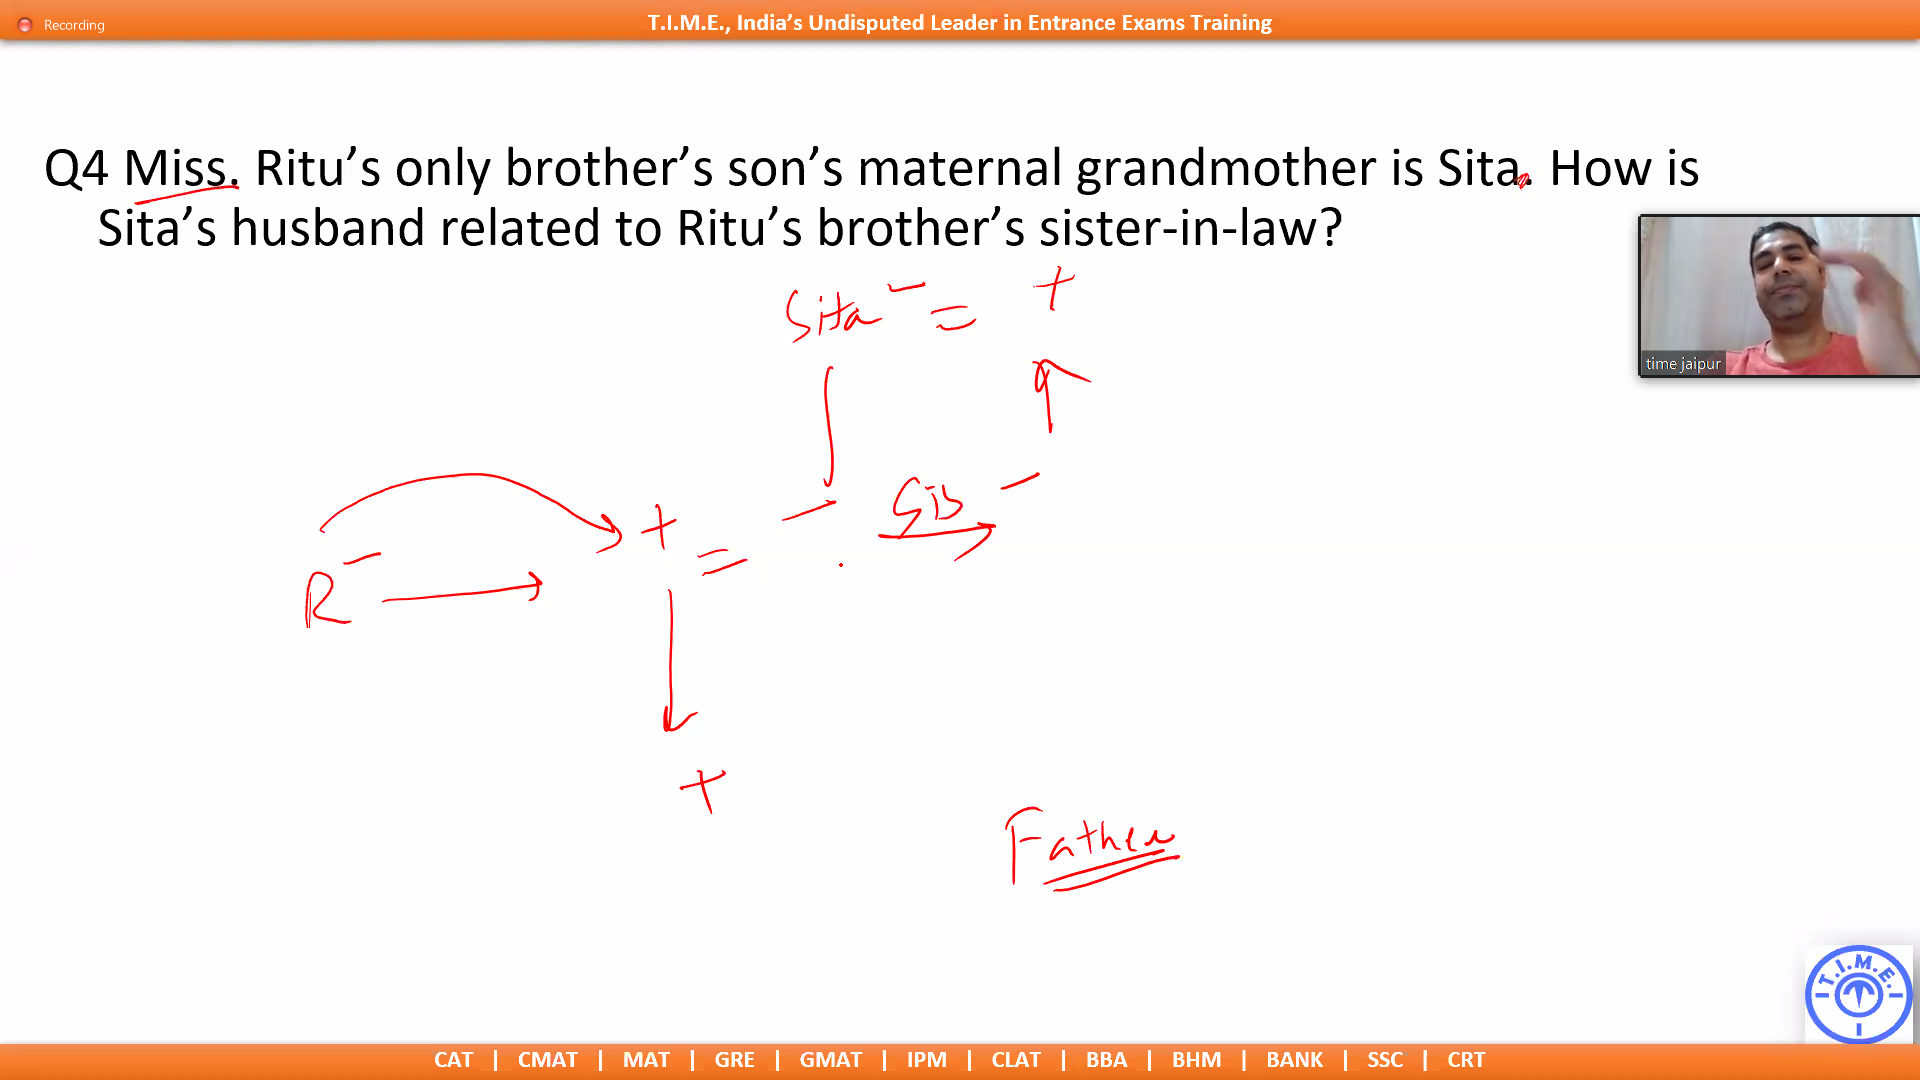 Recording
T.I.M.E., India’s Undisputed Leader in Entrance Exams Training
Q4 Miss. Ritu’s only brother’s son’s maternal grandmother is Sita. How is
Sita’s husband related to Ritu’s brother’s sister-in-law?
time jaipur
Sita – = +
– Sis –
R – + =
+
Father
T.I.M.E.
CAT | CMAT | MAT | GRE | GMAT | IPM | CLAT | BBA | BHM | BANK | SSC | CRT